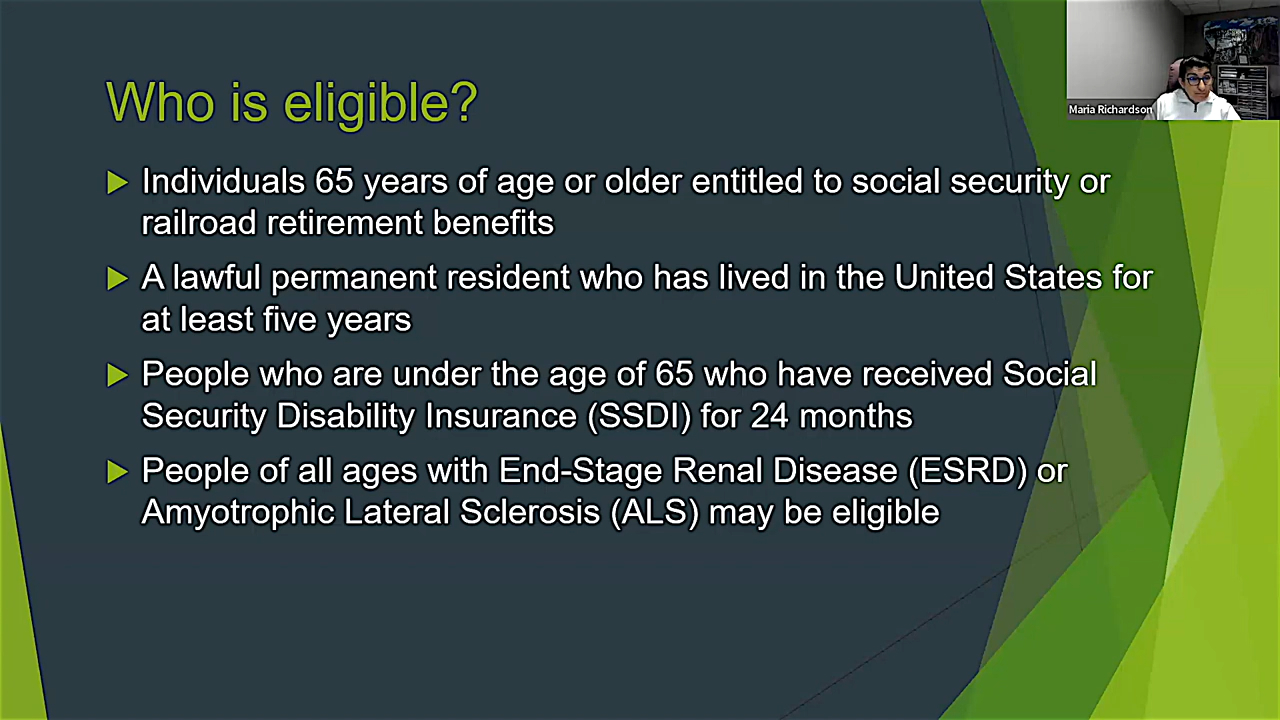 Who is eligible?
Maria Richardson
Individuals 65 years of age or older entitled to social security or
railroad retirement benefits
A lawful permanent resident who has lived in the United States for
at least five years
People who are under the age of 65 who have received Social
Security Disability Insurance (SSDI) for 24 months
People of all ages with End-Stage Renal Disease (ESRD) or
Amyotrophic Lateral Sclerosis (ALS) may be eligible